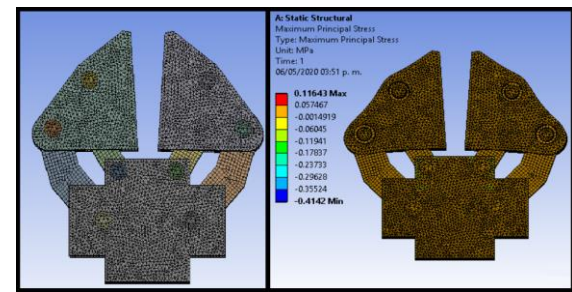 A: Static Structural
Maximum Principal Stress
Type: Maximum Principal Stress
Unit: MPa
Time: 1
06/05/2020 03:51 p. m.
0.11643 Max
0.057467
-0.0014919
-0.06045
-0.11941
-0.17837
-0.23733
-0.29628
-0.35524
-0.4142 Min